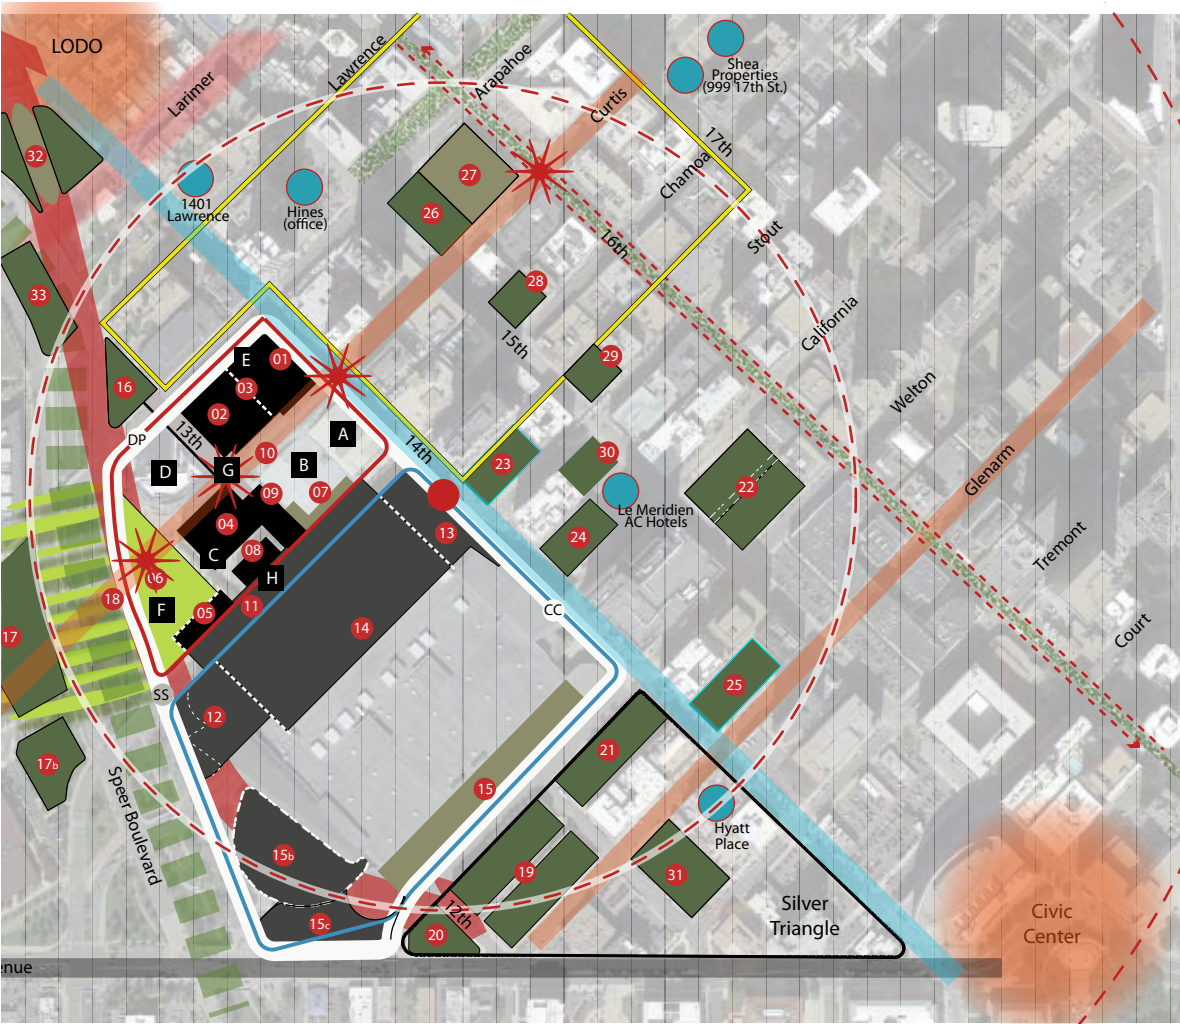 LODO
Larimer
Lawrence
Arapahoe
Curtis
17th
Chamoa
Stout
Shea
Properties
(999 17th St.)
1401
Lawrence
Hines
(office)
32
33
16
27
26
28
16th
15th
29
California
Welton
Glenarm
Tremont
Court
E
01
03
02
DP
13th
D
G
10
A
B
14th
09
07
04
C
08
H
06
F
05
11
18
17
SS
17b
12
13
14
CC
23
30
Le Meridien
AC Hotels
24
22
25
21
15
Speer Boulevard
15b
15c
19
12th
20
31
Hyatt
Place
Silver
Triangle
Civic
Center
enue